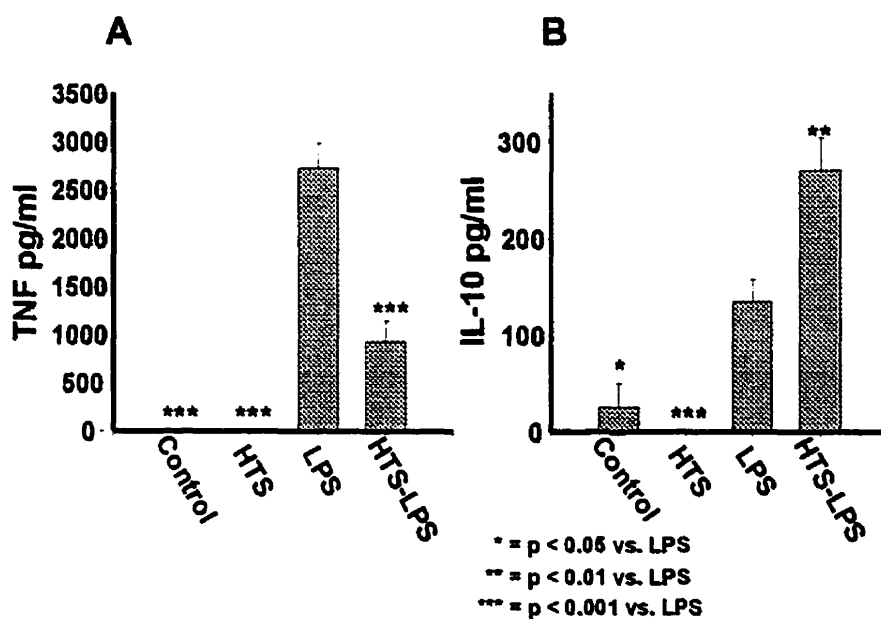 A
TNF pg/ml
3500
3000
2500
2000
1500
1000
500
0
***
***
***
Control
HTS
LPS
HTS-LPS
B
IL-10 pg/ml
300
200
100
0
*
***
**
Control
HTS
LPS
HTS-LPS
* = p < 0.05 vs. LPS
** = p < 0.01 vs. LPS
*** = p < 0.001 vs. LPS